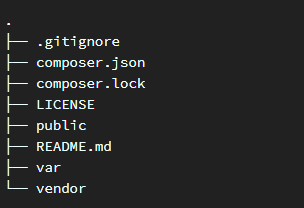 .
├── .gitignore
├── composer.json
├── composer.lock
├── LICENSE
├── public
├── README.md
├── var
└── vendor